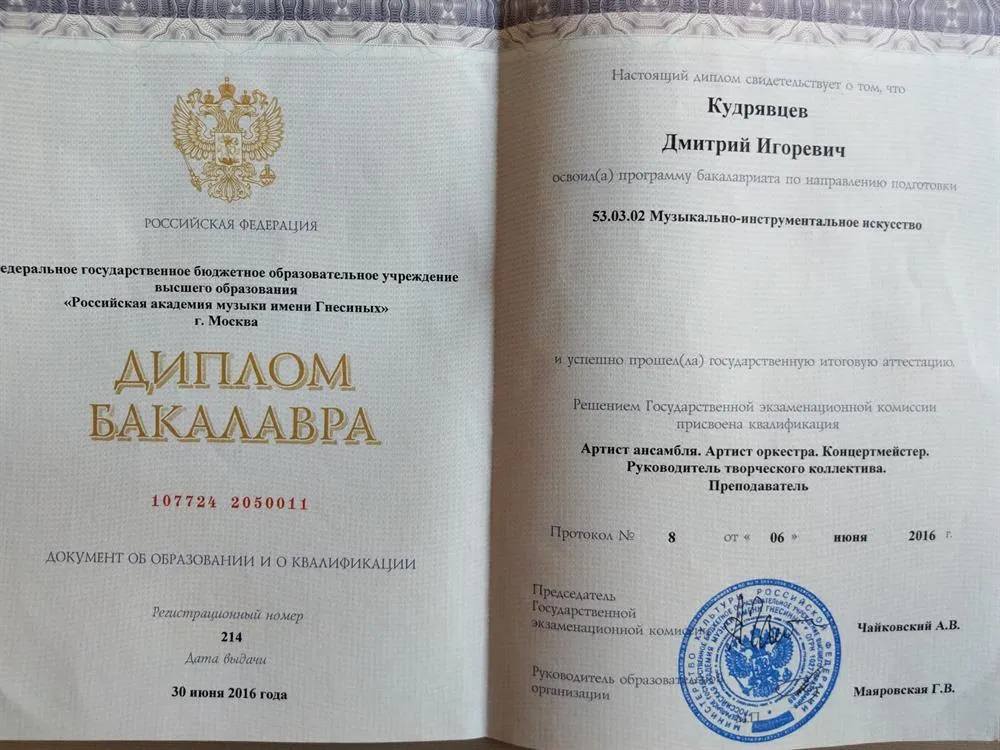 РОССИЙСКАЯ ФЕДЕРАЦИЯ
едеральное государственное бюджетное образовательное учреждение
высшего образования
«Российская академия музыки имени Гнесиных»
г. Москва
ДИПЛОМ
БАКАЛАВРА
107724 2050011
ДОКУМЕНТ ОБ ОБРАЗОВАНИИ И О КВАЛИФИКАЦИИ
Регистрационный номер
214
Дата выдачи
30 июня 2016 года
Настоящий диплом свидетельствует о том, что
Кудрявцев
Дмитрий Игоревич
освоил(а) программу бакалавриата по направлению подготовки
53.03.02 Музыкально-инструментальное искусство
и успешно прошел(ла) государственную итоговую аттестацию.
Решением Государственной экзаменационной комиссии
присвоена квалификация
Артист ансамбля. Артист оркестра. Концертмейстер.
Руководитель творческого коллектива.
Преподаватель
Протокол № 8 от « 06 » июня 2016 г.
Председатель
Государственной
экзаменационной комиссии
Чайковский А.В.
Руководитель образовательной
организации
Маяровская Г.В.
М.П.